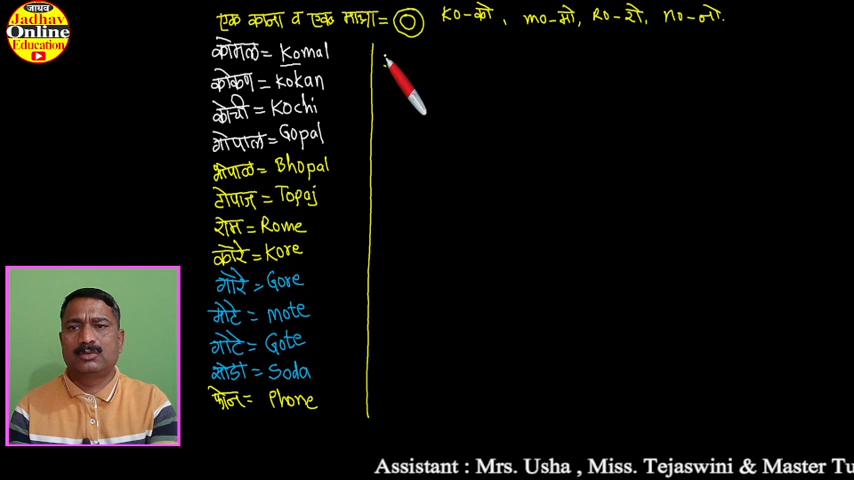 जाधव
Jadhav
Online
Education
एक काना व एक मात्रा = O Ko-को, mo-मो, Ro-रो, no-नो.
कोमल = Komal
कोकण = Kokan
कोची = Kochi
गोपाल = Gopal
भोपाळ = Bhopal
टोपाज = Topaj
रोम = Rome
कोरे = Kore
गोरे = Gore
मोटे = mote
गोटे = Gote
सोडा = Soda
फोन = Phone
Assistant : Mrs. Usha , Miss. Tejaswini & Master Tu